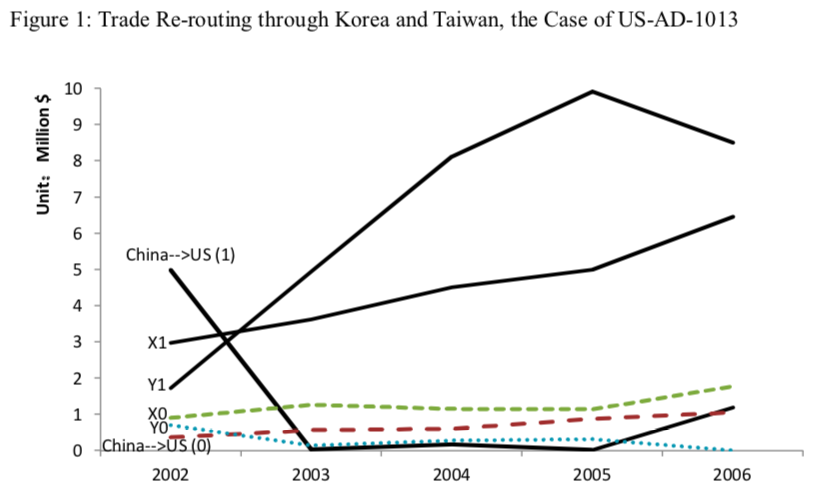 Figure 1: Trade Re-routing through Korea and Taiwan, the Case of US-AD-1013
Unit: Million $
10
9
8
7
6
5
4
3
2
1
0
China-->US (1)
X1
Y1
X0
Y0
China-->US (0)
2002 2003 2004 2005 2006